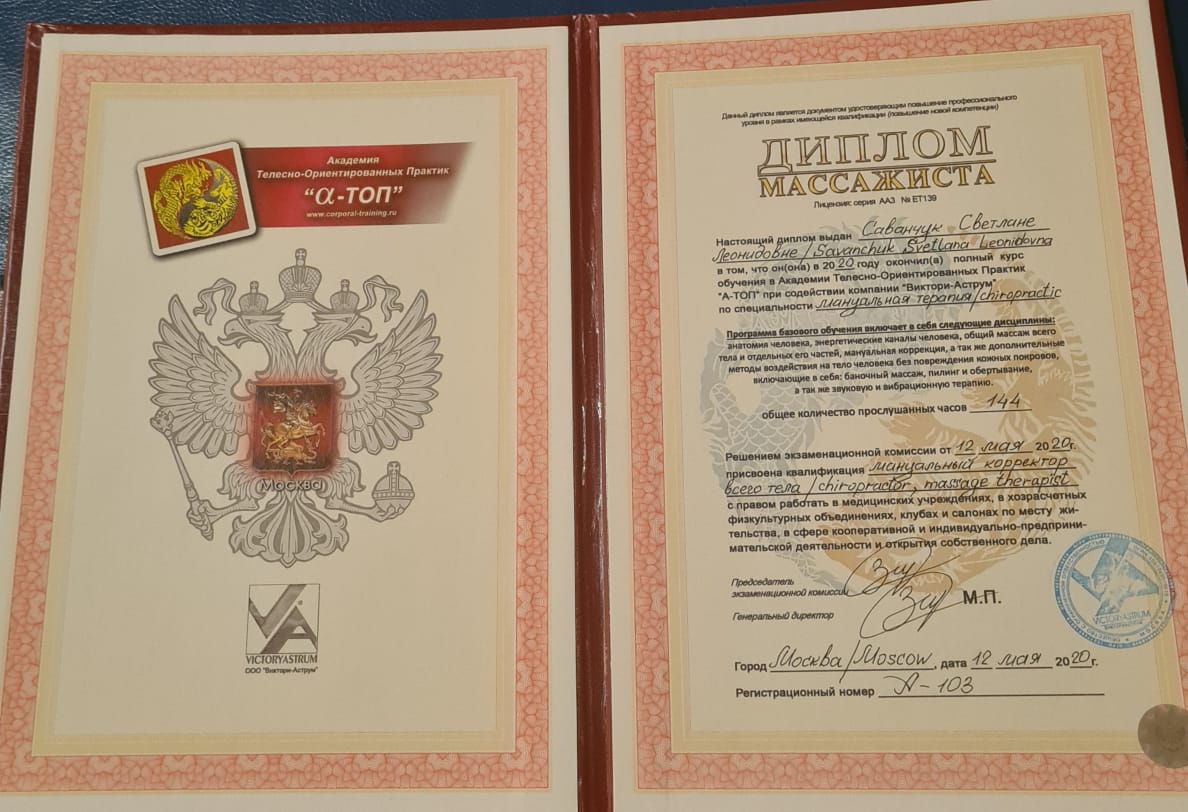 Академия
Телесно-Ориентированных Практик
"α-ТОП"
www.corporal-training.ru
Москва
VICTORYASTRUM
ООО "Виктори-Аструм"
Данный диплом является документом удостоверяющим повышение профессионального
уровня в рамках имеющейся квалификации (повышение новой компетенции)
ДИПЛОМ
МАССАЖИСТА
Лицензия: серия ААЗ № ЕТ139
Настоящий диплом выдан Саванчук Светлане
Леонидовне / Savanchuk Svetlana Leonidovna
в том, что он(она) в 2020 году окончил(а) полный курс
обучения в Академии Телесно-Ориентированных Практик
"А-ТОП" при содействии компании "Виктори-Аструм"
по специальности мануальная терапия/chiropractic
Программа базового обучения включает в себя следующие дисциплины:
анатомия человека, энергетические каналы человека, общий массаж всего
тела и отдельных его частей, мануальная коррекция, а так же дополнительные
методы воздействия на тело человека без повреждения кожных покровов,
включающие в себя: баночный массаж, пилинг и обертывание,
а так же звуковую и вибрационную терапию.
общее количество прослушанных часов 144
Решением экзаменационной комиссии от 12 мая 2020г.
присвоена квалификация мануальный корректор
всего тела / chiropractor, massage therapist
с правом работать в медицинских учреждениях, в хозрасчетных
физкультурных объединениях, клубах и салонах по месту жи-
тельства, в сфере кооперативной и индивидуально-предприни-
мательской деятельности и открытия собственного дела.
Председатель
экзаменационной комиссии
Генеральный директор
М.П.
VICTORYASTRUM
Город Москва/Moscow, дата 12 мая 2020г.
Регистрационный номер А-103